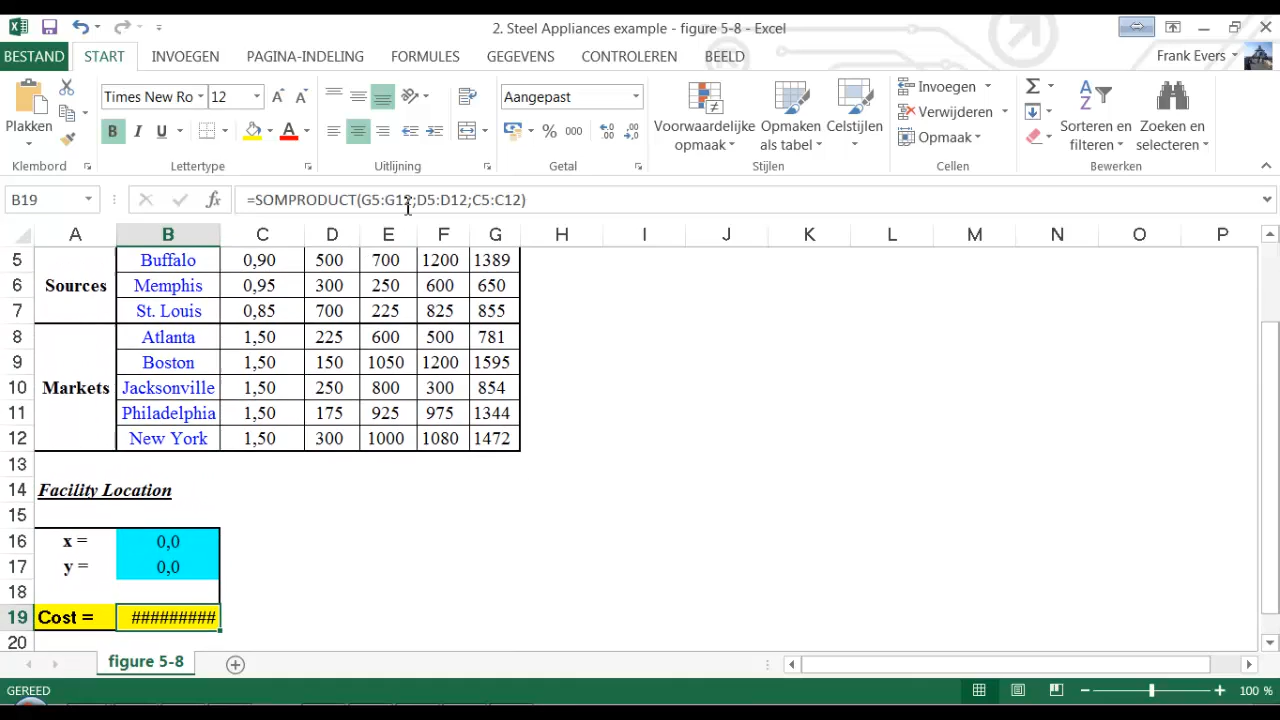 2. Steel Appliances example - figure 5-8 - Excel
BESTAND START INVOEGEN PAGINA-INDELING FORMULES GEGEVENS CONTROLEREN BEELD Frank Evers
Plakken
Klembord
Times New Ro 12
B I U
Lettertype
Uitlijning
Aangepast
% 000
Getal
Voorwaardelijke opmaak
Opmaken als tabel
Celstijlen
Stijlen
Invoegen
Verwijderen
Opmaak
Cellen
Sorteren en filteren
Zoeken en selecteren
Bewerken
B19 fx =SOMPRODUCT(G5:G12;D5:D12;C5:C12)
A B C D E F G H I J K L M N O P
5 Buffalo 0,90 500 700 1200 1389
6 Sources Memphis 0,95 300 250 600 650
7 St. Louis 0,85 700 225 825 855
8 Atlanta 1,50 225 600 500 781
9 Boston 1,50 150 1050 1200 1595
10 Markets Jacksonville 1,50 250 800 300 854
11 Philadelphia 1,50 175 925 975 1344
12 New York 1,50 300 1000 1080 1472
13
14 Facility Location
15
16 x = 0,0
17 y = 0,0
18
19 Cost = #########
20
figure 5-8
GEREED 100 %